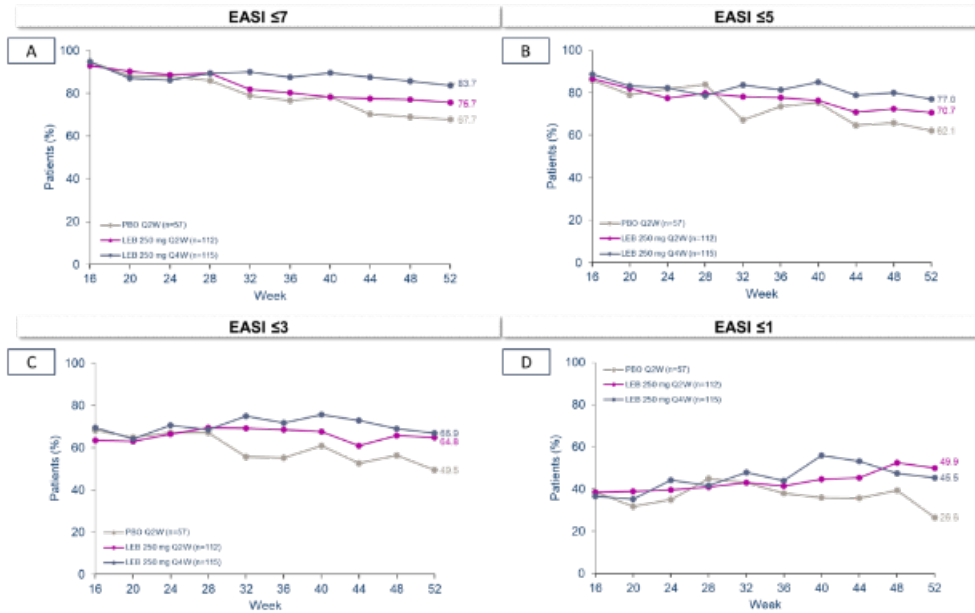 EASI ≤7
A
100
80
60
40
20
0
Patients (%)
83.7
75.7
67.7
PBO Q2W (n=57)
LEB 250 mg Q2W (n=112)
LEB 250 mg Q4W (n=115)
16 20 24 28 32 36 40 44 48 52
Week
EASI ≤5
B
100
80
60
40
20
0
Patients (%)
77.0
70.7
62.1
PBO Q2W (n=57)
LEB 250 mg Q2W (n=112)
LEB 250 mg Q4W (n=115)
16 20 24 28 32 36 40 44 48 52
Week
EASI ≤3
C
100
80
60
40
20
0
Patients (%)
66.9
64.8
49.5
PBO Q2W (n=57)
LEB 250 mg Q2W (n=112)
LEB 250 mg Q4W (n=115)
16 20 24 28 32 36 40 44 48 52
Week
EASI ≤1
D
100
80
60
40
20
0
Patients (%)
PBO Q2W (n=57)
LEB 250 mg Q2W (n=112)
LEB 250 mg Q4W (n=115)
49.9
16 20 24 28 32 36 40 44 48 52
Week